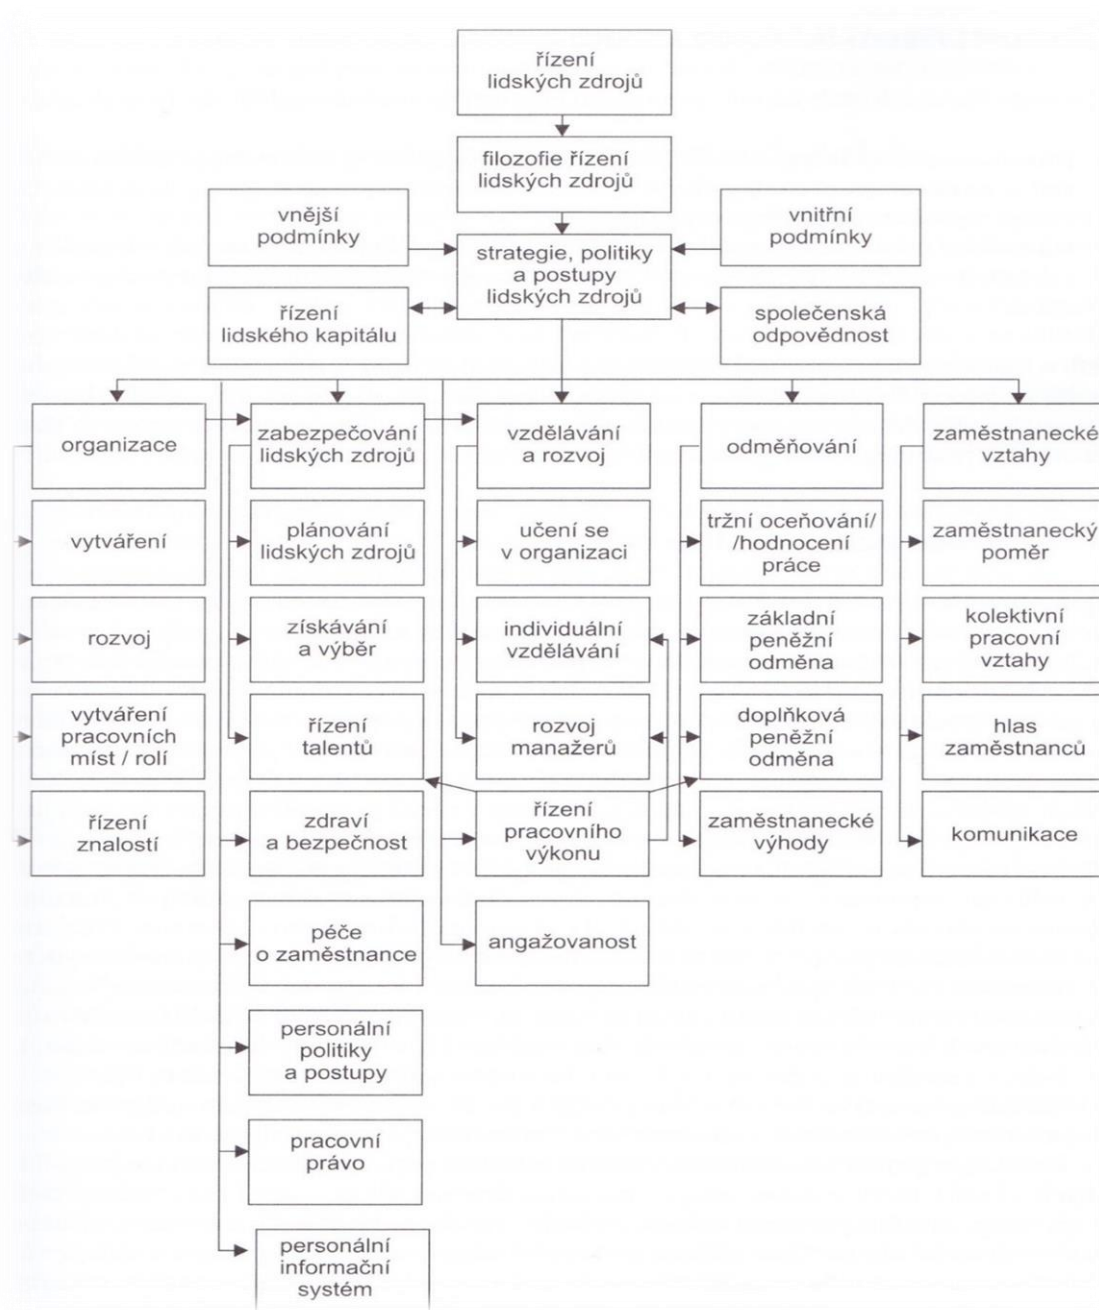 řízení
lidských zdrojů
filozofie řízení
lidských zdrojů
vnější
podmínky
vnitřní
podmínky
strategie, politiky
a postupy
lidských zdrojů
řízení
lidského kapitálu
společenská
odpovědnost
organizace
zabezpečování
lidských zdrojů
vzdělávání
a rozvoj
odměňování
zaměstnanecké
vztahy
vytváření
plánování
lidských zdrojů
učení se
v organizaci
tržní oceňování/
/hodnocení
práce
zaměstnanecký
poměr
rozvoj
získávání
a výběr
individuální
vzdělávání
základní
peněžní
odměna
kolektivní
pracovní
vztahy
vytváření
pracovních
míst / rolí
řízení
talentů
rozvoj
manažerů
doplňková
peněžní
odměna
hlas
zaměstnanců
řízení
znalostí
zdraví
a bezpečnost
řízení
pracovního
výkonu
zaměstnanecké
výhody
komunikace
péče
o zaměstnance
angažovanost
personální
politiky
a postupy
pracovní
právo
personální
informační
systém